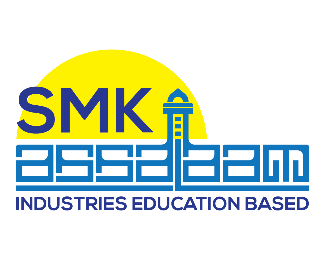 SMK
assalaam
INDUSTRIES EDUCATION BASED